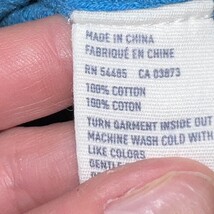 MADE IN CHINA
FABRIQUÉ EN CHINE
RN 54485 CA 03873
100% COTTON
100% COTON
TURN GARMENT INSIDE OUT
MACHINE WASH COLD WITH
LIKE COLORS
GENTLE